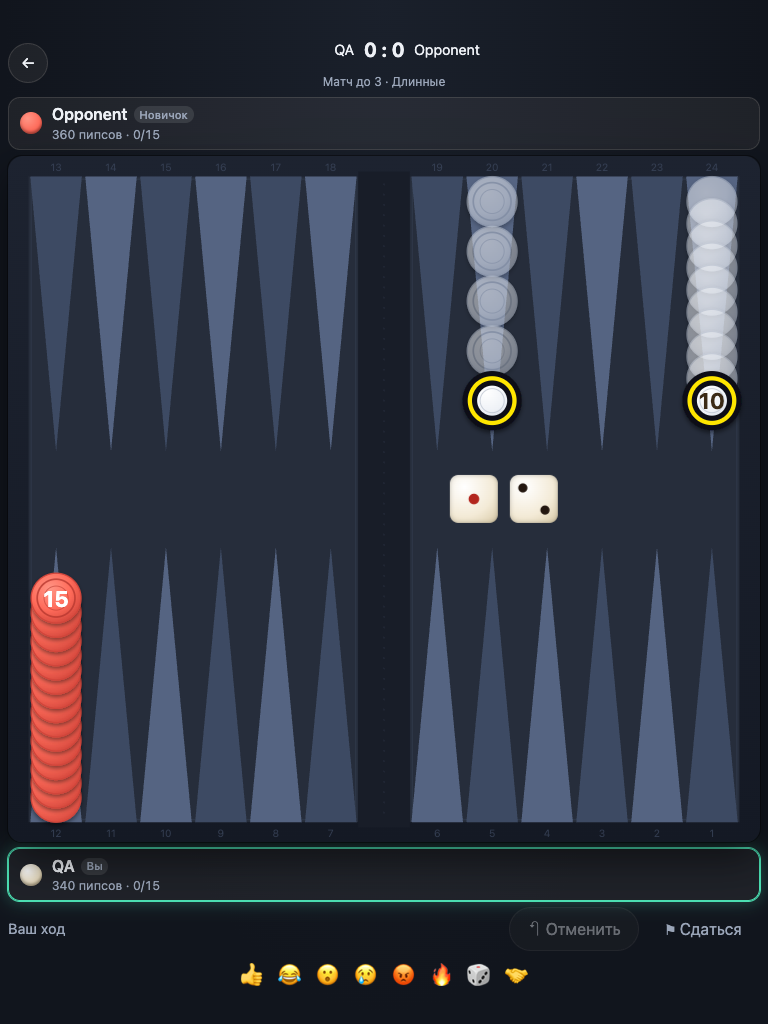 QA 0 : 0 Opponent
Матч до 3 · Длинные
Opponent Новичок
360 пипсов · 0/15
13 14 15 16 17 18 19 20 21 22 23 24
10
15
12 11 10 9 8 7 6 5 4 3 2 1
QA Вы
340 пипсов · 0/15
Ваш ход
Отменить
Сдаться